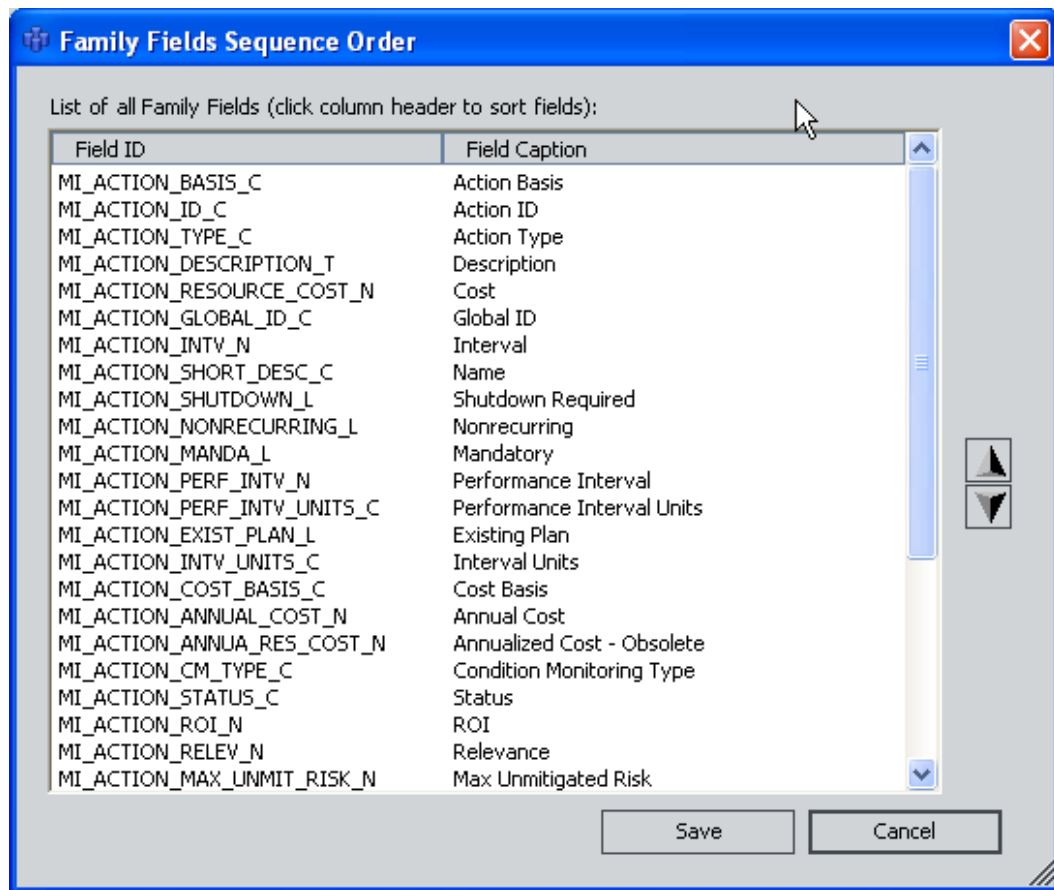 Family Fields Sequence Order
List of all Family Fields (click column header to sort fields):
Field ID Field Caption
MI_ACTION_BASIS_C Action Basis
MI_ACTION_ID_C Action ID
MI_ACTION_TYPE_C Action Type
MI_ACTION_DESCRIPTION_T Description
MI_ACTION_RESOURCE_COST_N Cost
MI_ACTION_GLOBAL_ID_C Global ID
MI_ACTION_INTV_N Interval
MI_ACTION_SHORT_DESC_C Name
MI_ACTION_SHUTDOWN_L Shutdown Required
MI_ACTION_NONRECURRING_L Nonrecurring
MI_ACTION_MANDA_L Mandatory
MI_ACTION_PERF_INTV_N Performance Interval
MI_ACTION_PERF_INTV_UNITS_C Performance Interval Units
MI_ACTION_EXIST_PLAN_L Existing Plan
MI_ACTION_INTV_UNITS_C Interval Units
MI_ACTION_COST_BASIS_C Cost Basis
MI_ACTION_ANNUAL_COST_N Annual Cost
MI_ACTION_ANNUA_RES_COST_N Annualized Cost - Obsolete
MI_ACTION_CM_TYPE_C Condition Monitoring Type
MI_ACTION_STATUS_C Status
MI_ACTION_ROI_N ROI
MI_ACTION_RELEV_N Relevance
MI_ACTION_MAX_UNMIT_RISK_N Max Unmitigated Risk
Save Cancel